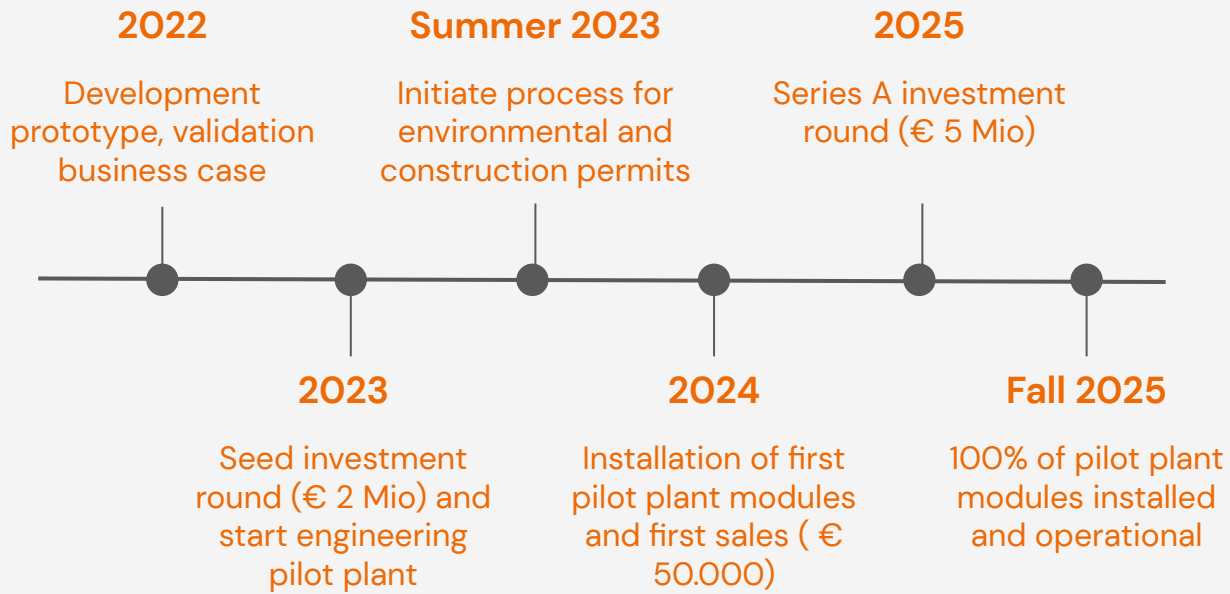 2022
Development
prototype, validation
business case
Summer 2023
Initiate process for
environmental and
construction permits
2025
Series A investment
round (€ 5 Mio)
2023
Seed investment
round (€ 2 Mio) and
start engineering
pilot plant
2024
Installation of first
pilot plant modules
and first sales ( €
50.000)
Fall 2025
100% of pilot plant
modules installed
and operational